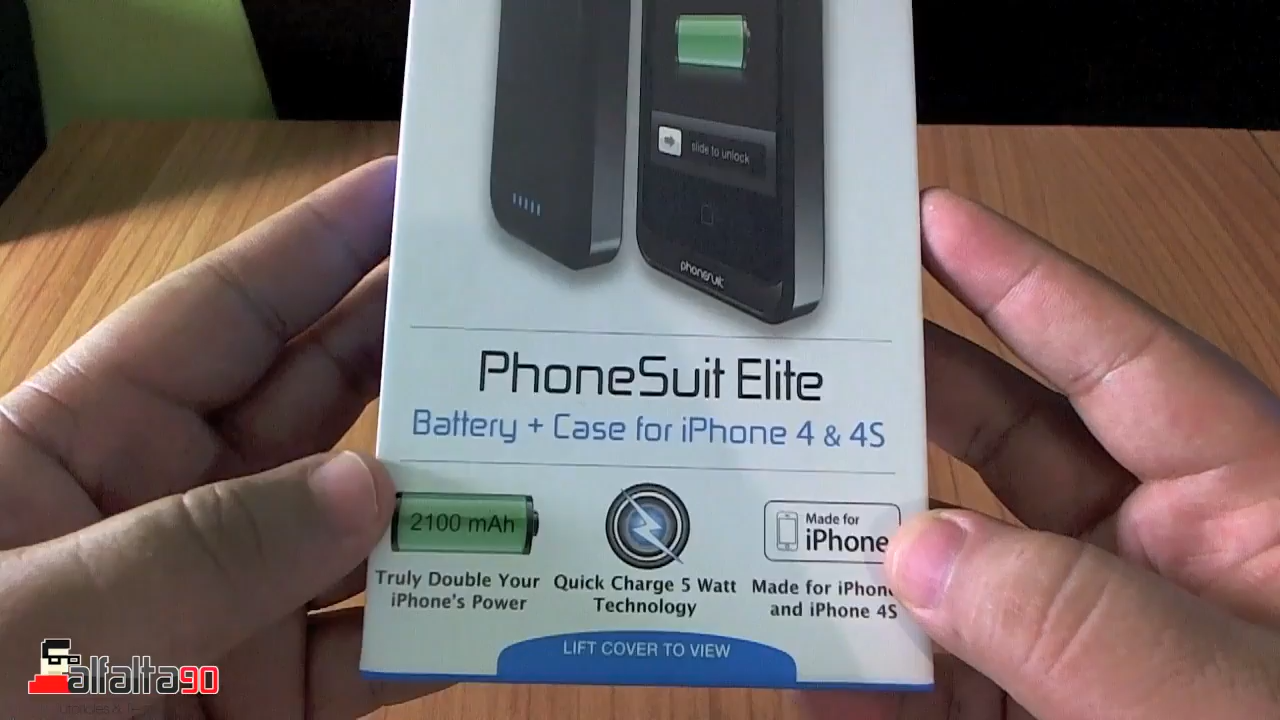 slide to unlock
phonesuit
PhoneSuit Elite
Battery + Case for iPhone 4 & 4S
2100 mAh
Made for
iPhone
Truly Double Your
iPhone's Power
Quick Charge 5 Watt
Technology
Made for
and iPhone 4S
LIFT COVER TO VIEW
alfalta90